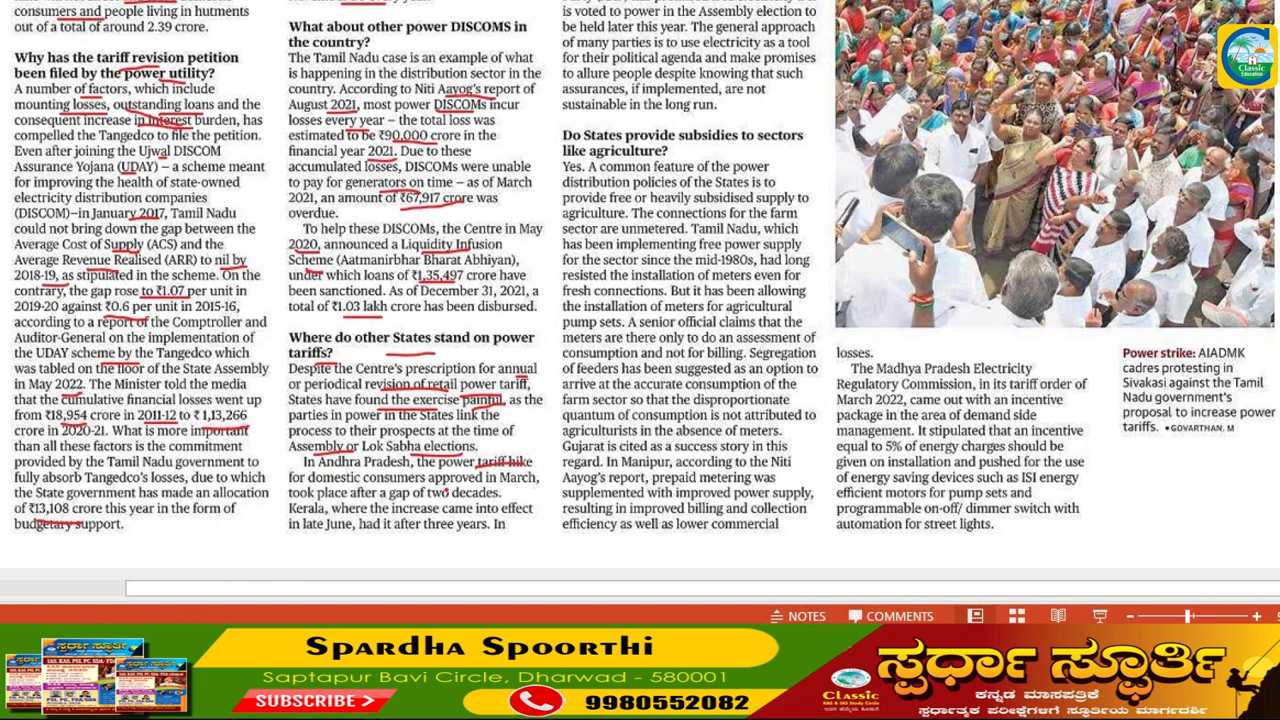 consumers and people living in hutments
out of a total of around 2.39 crore.
Why has the tariff revision petition
been filed by the power utility?
A number of factors, which include
mounting losses, outstanding loans and the
consequent increase in interest burden, has
compelled the Tangedco to file the petition.
Even after joining the Ujwal DISCOM
Assurance Yojana (UDAY) – a scheme meant
for improving the health of state-owned
electricity distribution companies
(DISCOM)–in January 2017, Tamil Nadu
could not bring down the gap between the
Average Cost of Supply (ACS) and the
Average Revenue Realised (ARR) to nil by
2018-19, as stipulated in the scheme. On the
contrary, the gap rose to ₹1.07 per unit in
2019-20 against ₹0.6 per unit in 2015-16,
according to a report of the Comptroller and
Auditor-General on the implementation of
the UDAY scheme by the Tangedco which
was tabled on the floor of the State Assembly
in May 2022. The Minister told the media
that the cumulative financial losses went up
from ₹18,954 crore in 2011-12 to ₹ 1,13,266
crore in 2020-21. What is more important
than all these factors is the commitment
provided by the Tamil Nadu government to
fully absorb Tangedco's losses, due to which
the State government has made an allocation
of ₹13,108 crore this year in the form of
budgetary support.
What about other power DISCOMS in
the country?
The Tamil Nadu case is an example of what
is happening in the distribution sector in the
country. According to Niti Aayog's report of
August 2021, most power DISCOMs incur
losses every year – the total loss was
estimated to be ₹90,000 crore in the
financial year 2021. Due to these
accumulated losses, DISCOMs were unable
to pay for generators on time – as of March
2021, an amount of ₹67,917 crore was
overdue.
To help these DISCOMs, the Centre in May
2020, announced a Liquidity Infusion
Scheme (Aatmanirbhar Bharat Abhiyan),
under which loans of ₹1,35,497 crore have
been sanctioned. As of December 31, 2021, a
total of ₹1.03 lakh crore has been disbursed.
Where do other States stand on power
tariffs?
Despite the Centre's prescription for annual
or periodical revision of retail power tariff,
States have found the exercise painful, as the
parties in power in the States link the
process to their prospects at the time of
Assembly or Lok Sabha elections.
In Andhra Pradesh, the power tariff hike
for domestic consumers approved in March,
took place after a gap of two decades.
Kerala, where the increase came into effect
in late June, had it after three years. In
is voted to power in the Assembly election to
be held later this year. The general approach
of many parties is to use electricity as a tool
for their political agenda and make promises
to allure people despite knowing that such
assurances, if implemented, are not
sustainable in the long run.
Do States provide subsidies to sectors
like agriculture?
Yes. A common feature of the power
distribution policies of the States is to
provide free or heavily subsidised supply to
agriculture. The connections for the farm
sector are unmetered. Tamil Nadu, which
has been implementing free power supply
for the sector since the mid-1980s, had long
resisted the installation of meters even for
fresh connections. But it has been allowing
the installation of meters for agricultural
pump sets. A senior official claims that the
meters are there only to do an assessment of
consumption and not for billing. Segregation
of feeders has been suggested as an option to
arrive at the accurate consumption of the
farm sector so that the disproportionate
quantum of consumption is not attributed to
agriculturists in the absence of meters.
Gujarat is cited as a success story in this
regard. In Manipur, according to the Niti
Aayog's report, prepaid metering was
supplemented with improved power supply,
resulting in improved billing and collection
efficiency as well as lower commercial
losses.
The Madhya Pradesh Electricity
Regulatory Commission, in its tariff order of
March 2022, came out with an incentive
package in the area of demand side
management. It stipulated that an incentive
equal to 5% of energy charges should be
given on installation and pushed for the use
of energy saving devices such as ISI energy
efficient motors for pump sets and
programmable on-off/ dimmer switch with
automation for street lights.
Power strike: AIADMK
cadres protesting in
Sivakasi against the Tamil
Nadu government's
proposal to increase power
tariffs. • GOVARTHAN. M
Classic
Education
NOTES COMMENTS
Spardha Spoorthi
Saptapur Bavi Circle, Dharwad - 580001
SUBSCRIBE
9980552082
Classic
ಸ್ಪರ್ಧಾ ಸ್ಫೂರ್ತಿ
ಕನ್ನಡ ಮಾಸಪತ್ರಿಕೆ
ಸ್ಪರ್ಧಾತ್ಮಕ ಪರೀಕ್ಷೆಗಳಿಗೆ ಸ್ಫೂರ್ತಿಯ ಮಾರ್ಗದರ್ಶಿ